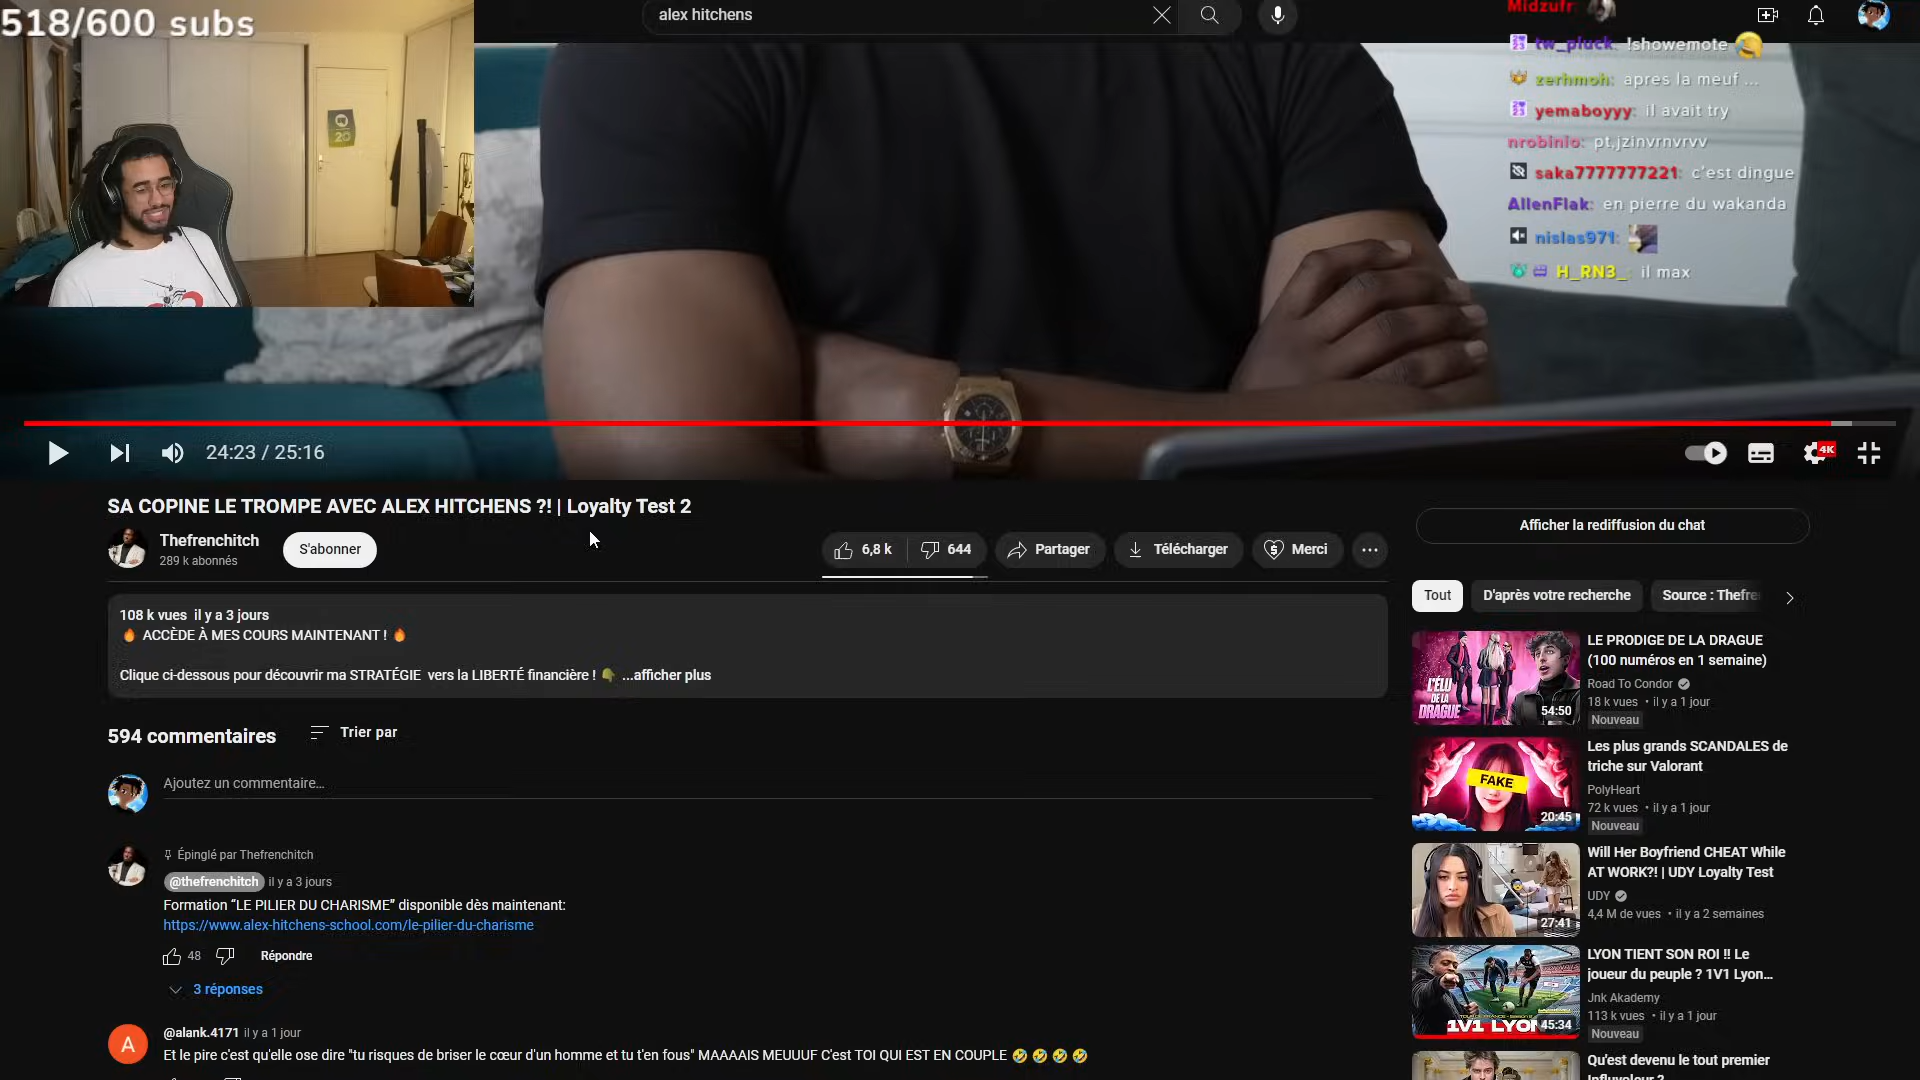 518/600 subs
alex hitchens
Midzufr
tw_pluck: !showemote
zerhmoh: apres la meuf ...
yemaboyyy: il avait try
nrobinio: pt,jzinvrnvrvv
saka7777777221: c'est dingue
AllenFlak: en pierre du wakanda
nislas971:
H_RN3_: il max
24:23 / 25:16
4K
SA COPINE LE TROMPE AVEC ALEX HITCHENS ?! | Loyalty Test 2
Thefrenchitch
289 k abonnés
S'abonner
6,8 k
644
Partager
Télécharger
Merci
108 k vues il y a 3 jours
🔥 ACCÈDE À MES COURS MAINTENANT ! 🔥
Clique ci-dessous pour découvrir ma STRATÉGIE vers la LIBERTÉ financière ! 👇🏿 ...afficher plus
594 commentaires
Trier par
Ajoutez un commentaire...
Épinglé par Thefrenchitch
@thefrenchitch il y a 3 jours
Formation “LE PILIER DU CHARISME” disponible dès maintenant:
https://www.alex-hitchens-school.com/le-pilier-du-charisme
48
Répondre
3 réponses
A
@alank.4171 il y a 1 jour
Et le pire c'est qu'elle ose dire "tu risques de briser le cœur d'un homme et tu t'en fous" MAAAAIS MEUUUF C'est TOI QUI EST EN COUPLE 🤣 🤣 🤣 🤣
Afficher la rediffusion du chat
Tout
D'après votre recherche
Source : Thefre
L'ÉLU DE LA DRAGUE
54:50
LE PRODIGE DE LA DRAGUE
(100 numéros en 1 semaine)
Road To Condor
18 k vues • il y a 1 jour
Nouveau
FAKE
20:45
Les plus grands SCANDALES de
triche sur Valorant
PolyHeart
72 k vues • il y a 1 jour
Nouveau
27:41
Will Her Boyfriend CHEAT While
AT WORK?! | UDY Loyalty Test
UDY
4,4 M de vues • il y a 2 semaines
1V1 LYON
45:34
LYON TIENT SON ROI !! Le
joueur du peuple ? 1V1 Lyon...
Jnk Akademy
113 k vues • il y a 1 jour
Nouveau
Qu'est devenu le tout premier
Influvoleur ?